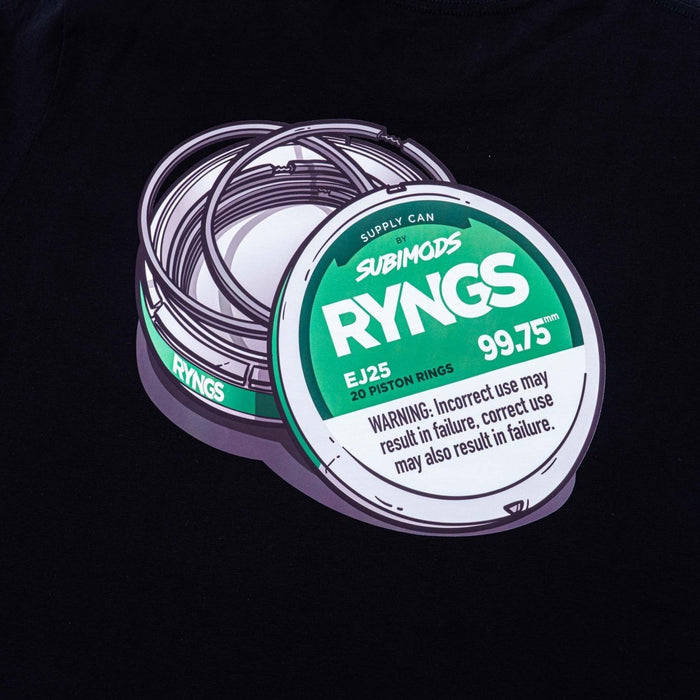 SUPPLY CAN
BY
SUBIMODS
RYNGS
99.75mm
EJ25
20 PISTON RINGS
WARNING: Incorrect use may
result in failure, correct use
may also result in failure.
RYNGS